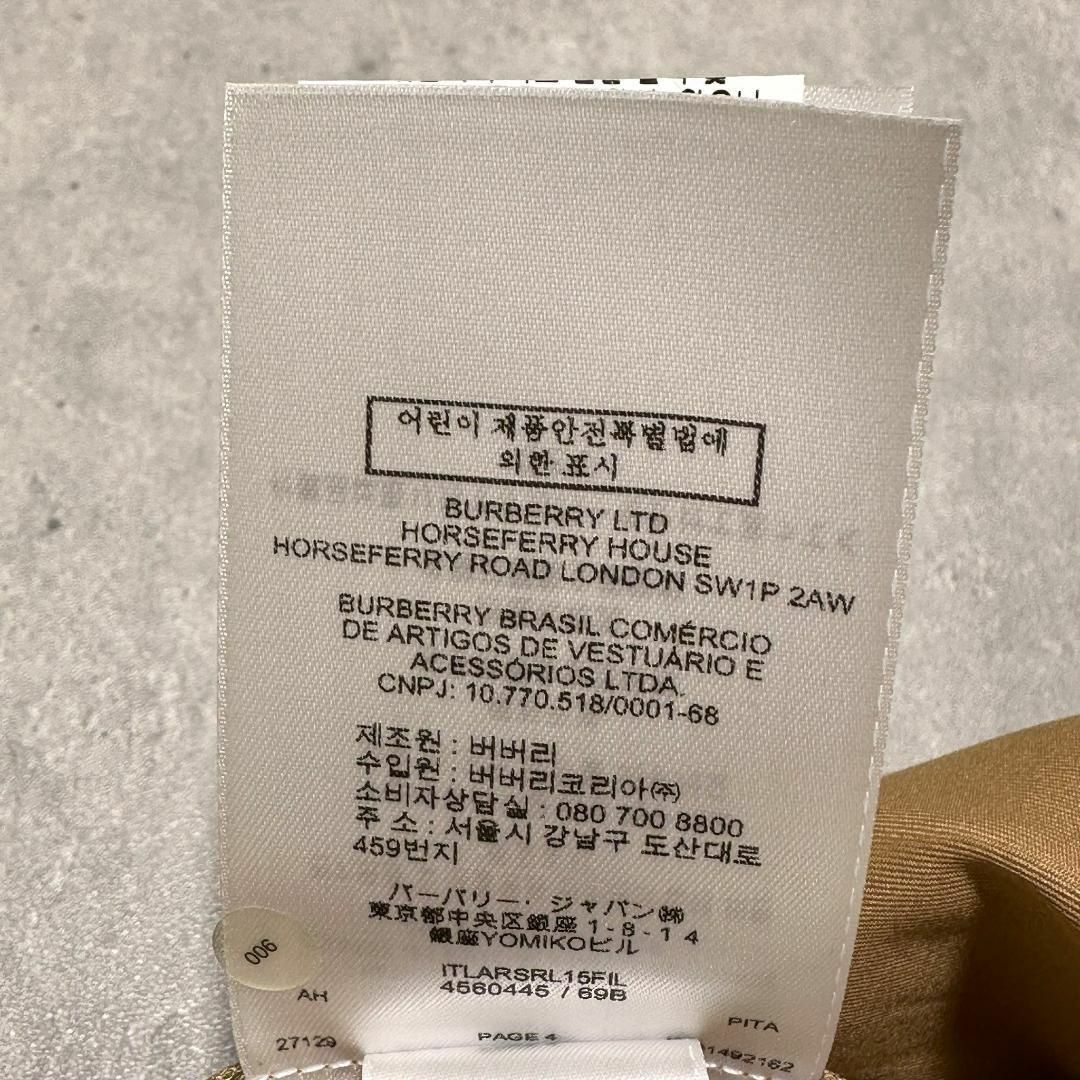 어린이 제품안전특별법에
의한 표시
BURBERRY LTD
HORSEFERRY HOUSE
HORSEFERRY ROAD LONDON SW1P 2AW
BURBERRY BRASIL COMÉRCIO
DE ARTIGOS DE VESTUÁRIO E
ACESSÓRIOS LTDA.
CNPJ: 10.770.518/0001-68
제조원 : 버버리
수입원 : 버버리코리아㈜
소비자상담실 : 080 700 8800
주 소 : 서울시 강남구 도산대로
459번지
バーバリー・ジャパン㈱
東京都中央区銀座 1-8-14
銀座YOMIKOビル
006
ITLARSRL15FIL
4560445 / 69B
AH
PITA
27129
PAGE 4
1492162